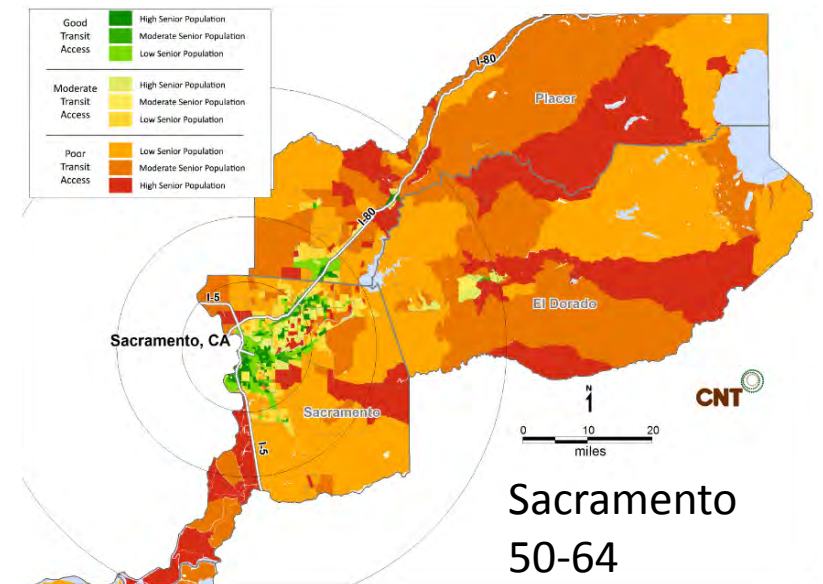 Good
Transit
Access
High Senior Population
Moderate Senior Population
Low Senior Population
Moderate
Transit
Access
High Senior Population
Moderate Senior Population
Low Senior Population
Poor
Transit
Access
Low Senior Population
Moderate Senior Population
High Senior Population
I-80
Placer
I-80
I-5
Sacramento, CA
El Dorado
Sacramento
I-5
N
1
CNT
0 10 20
miles
Sacramento
50-64